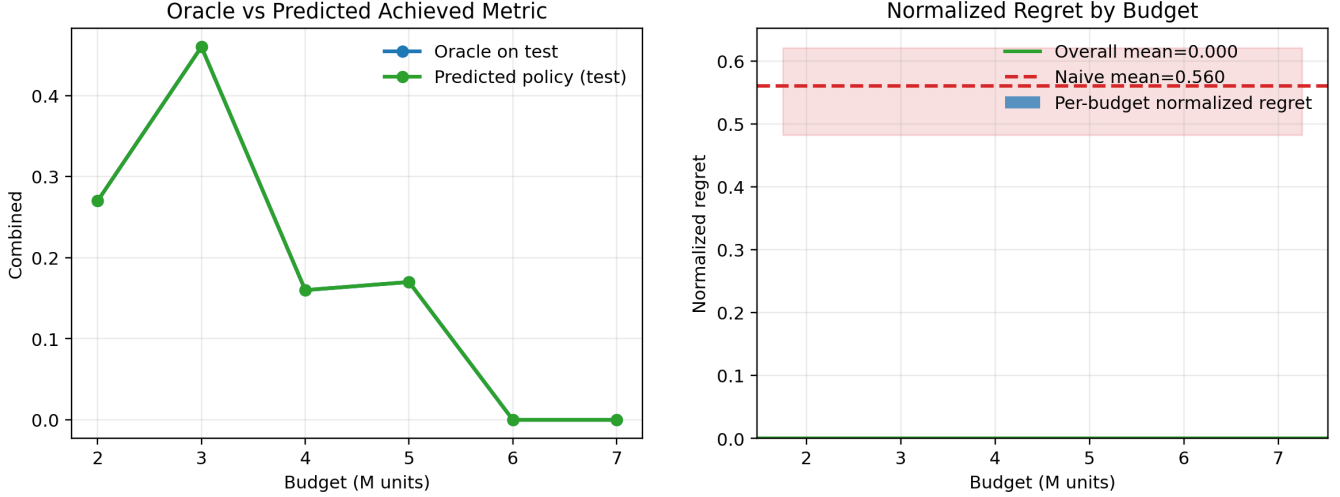 Oracle vs Predicted Achieved Metric
Oracle on test
Predicted policy (test)
Combined
0.4
0.3
0.2
0.1
0.0
2 3 4 5 6 7
Budget (M units)
Normalized Regret by Budget
Overall mean=0.000
Naive mean=0.560
Per-budget normalized regret
Normalized regret
0.6
0.5
0.4
0.3
0.2
0.1
0.0
2 3 4 5 6 7
Budget (M units)